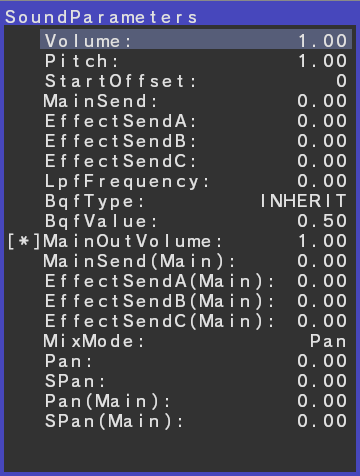 SoundParameters
Volume: 1.00
Pitch: 1.00
StartOffset: 0
MainSend: 0.00
EffectSendA: 0.00
EffectSendB: 0.00
EffectSendC: 0.00
LpfFrequency: 0.00
BqfType: INHERIT
BqfValue: 0.50
[*]MainOutVolume: 1.00
MainSend(Main): 0.00
EffectSendA(Main): 0.00
EffectSendB(Main): 0.00
EffectSendC(Main): 0.00
MixMode: Pan
Pan: 0.00
SPan: 0.00
Pan(Main): 0.00
SPan(Main): 0.00